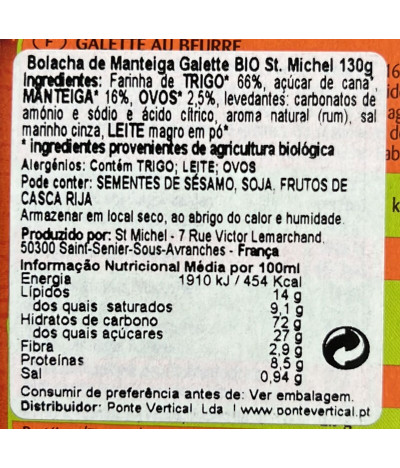 ( F ) GALETTE AU BEURRE
Bolacha de Manteiga Galette BIO St. Michel 130g
Ingredientes: Farinha de TRIGO* 66%, açúcar de cana*,
MANTEIGA* 16%, OVOS* 2,5%, levedantes: carbonatos de
amónio e sódio e ácido cítrico, aroma natural (rum), sal
marinho cinza, LEITE magro em pó*
* ingredientes provenientes de agricultura biológica
Alergénios: Contém TRIGO; LEITE; OVOS
Pode conter: SEMENTES DE SÉSAMO, SOJA, FRUTOS DE
CASCA RIJA
Armazenar em local seco, ao abrigo do calor e humidade.
Produzido por: St Michel - 7 Rue Victor Lemarchand,
50300 Saint-Senier-Sous-Avranches - França
Informação Nutricional Média por 100ml
Energia 1910 kJ / 454 Kcal
Lípidos 14 g
dos quais saturados 9,1 g
Hidratos de carbono 72 g
dos quais açúcares 27 g
Fibra 2,9 g
Proteínas 8,5 g
Sal 0,94 g
Consumir de preferência antes de: Ver embalagem.
Distribuidor: Ponte Vertical, Lda. | www.pontevertical.pt